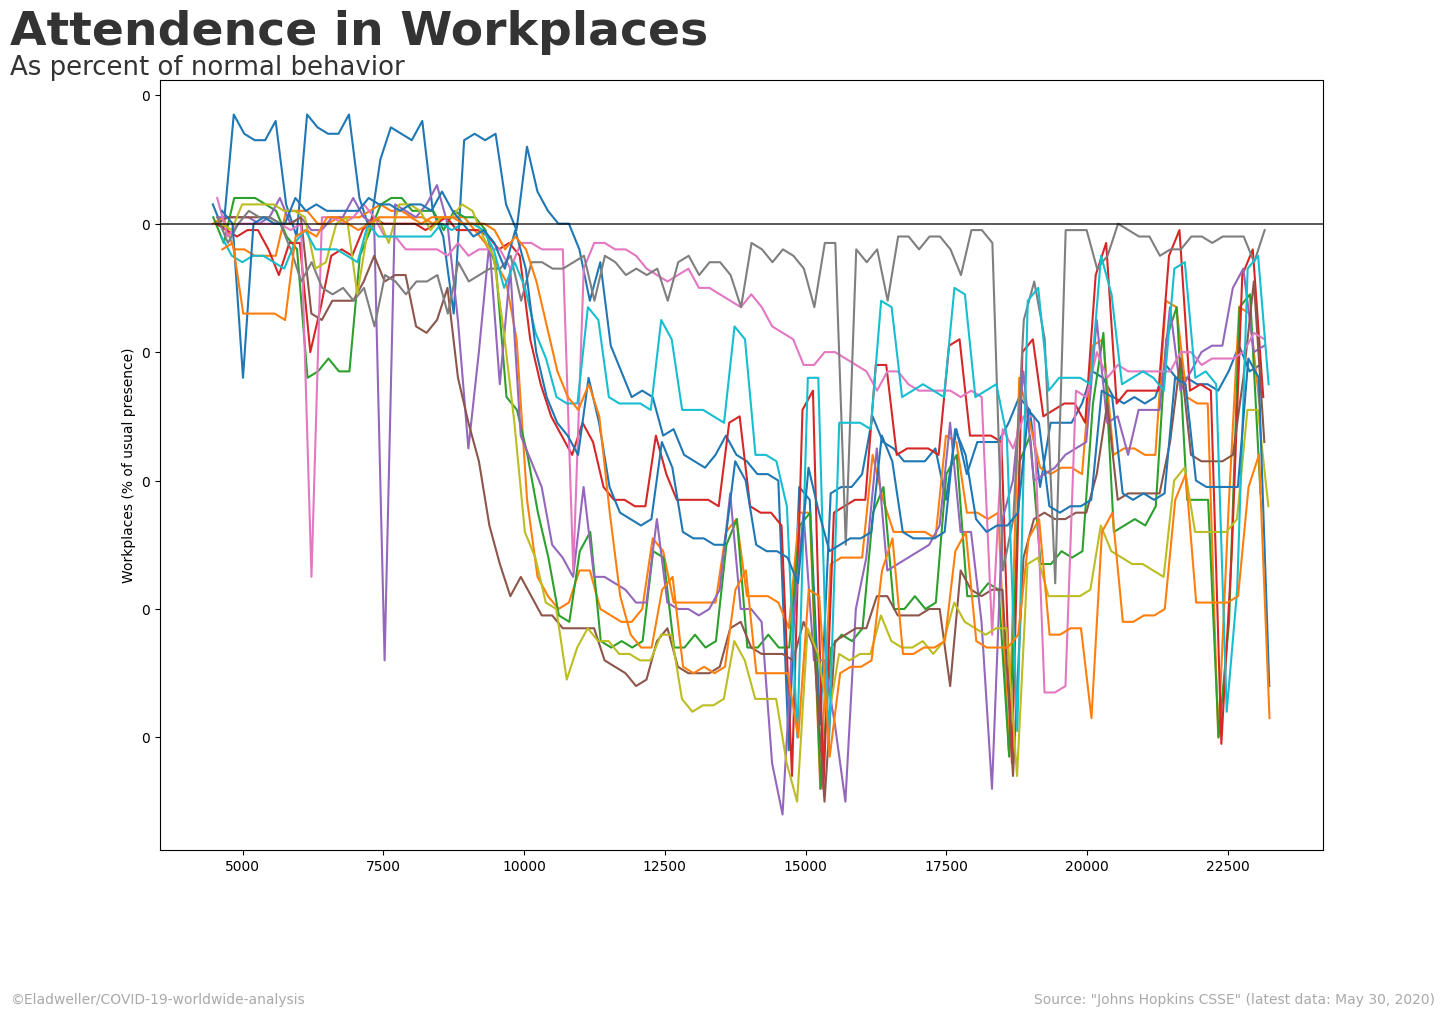 Attendence in Workplaces
As percent of normal behavior
Workplaces (% of usual presence)
0
0
0
0
0
0
5000 7500 10000 12500 15000 17500 20000 22500
©Eladweller/COVID-19-worldwide-analysis
Source: "Johns Hopkins CSSE" (latest data: May 30, 2020)